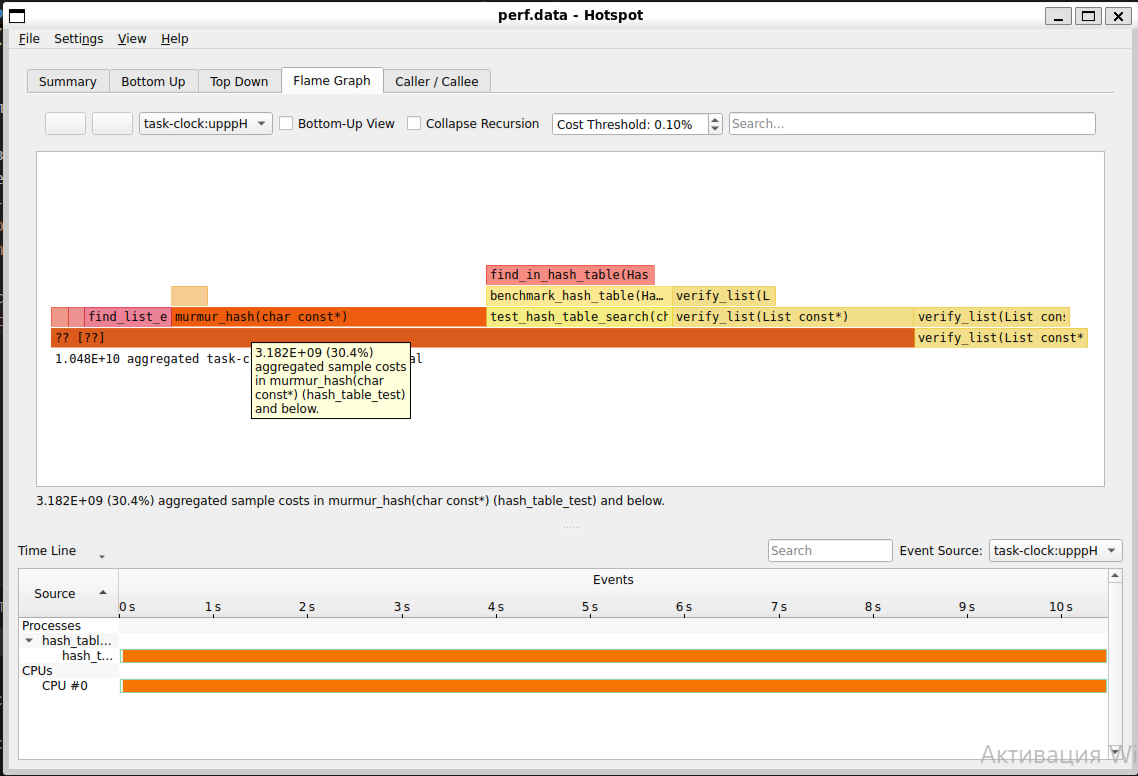 perf.data - Hotspot
File Settings View Help
Summary Bottom Up Top Down Flame Graph Caller / Callee
task-clock:upppH Bottom-Up View Collapse Recursion Cost Threshold: 0.10% Search...
find_in_hash_table(Has
benchmark_hash_table(Ha... verify_list(L
find_list_e murmur_hash(char const*) test_hash_table_search(ch verify_list(List const*) verify_list(List cons
?? [??] verify_list(List const*
1.048E+10 aggregated task-c al
3.182E+09 (30.4%)
aggregated sample costs
in murmur_hash(char
const*) (hash_table_test)
and below.
3.182E+09 (30.4%) aggregated sample costs in murmur_hash(char const*) (hash_table_test) and below.
Time Line Search Event Source: task-clock:upppH
Source Events
0 s 1 s 2 s 3 s 4 s 5 s 6 s 7 s 8 s 9 s 10 s
Processes
hash_tabl...
hash_t...
CPUs
CPU #0
Активация Wi